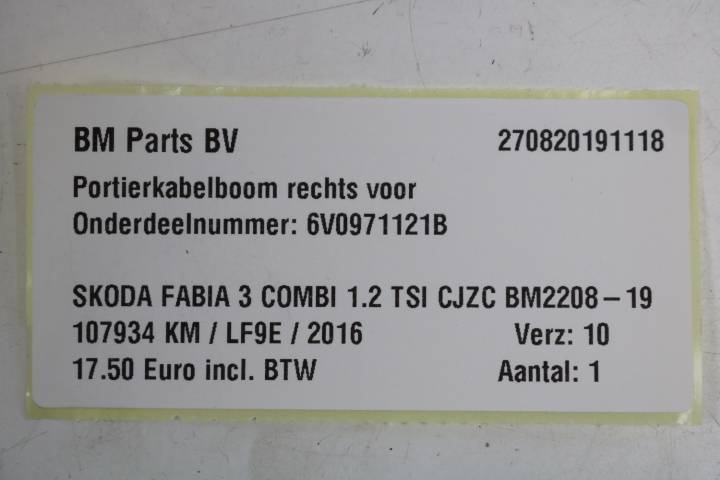 BM Parts BV 270820191118
Portierkabelboom rechts voor
Onderdeelnummer: 6V0971121B
SKODA FABIA 3 COMBI 1.2 TSI CJZC BM2208-19
107934 KM / LF9E / 2016 Verz: 10
17.50 Euro incl. BTW Aantal: 1